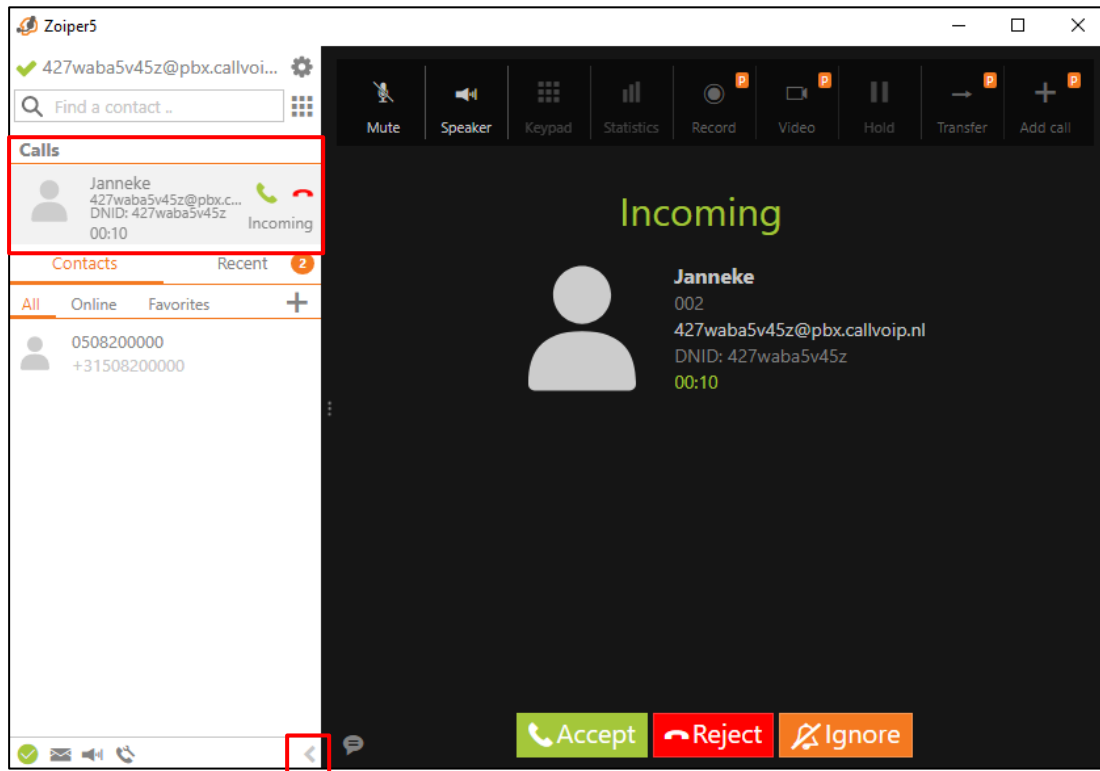 Zoiper5
427waba5v45z@pbx.callvoi...
Find a contact ..
Calls
Janneke
427waba5v45z@pbx.c...
DNID: 427waba5v45z
00:10
Incoming
Contacts
Recent
2
All
Online
Favorites
0508200000
+31508200000
Mute
Speaker
Keypad
Statistics
P
Record
P
Video
Hold
P
Transfer
P
Add call
Incoming
Janneke
002
427waba5v45z@pbx.callvoip.nl
DNID: 427waba5v45z
00:10
Accept
Reject
Ignore